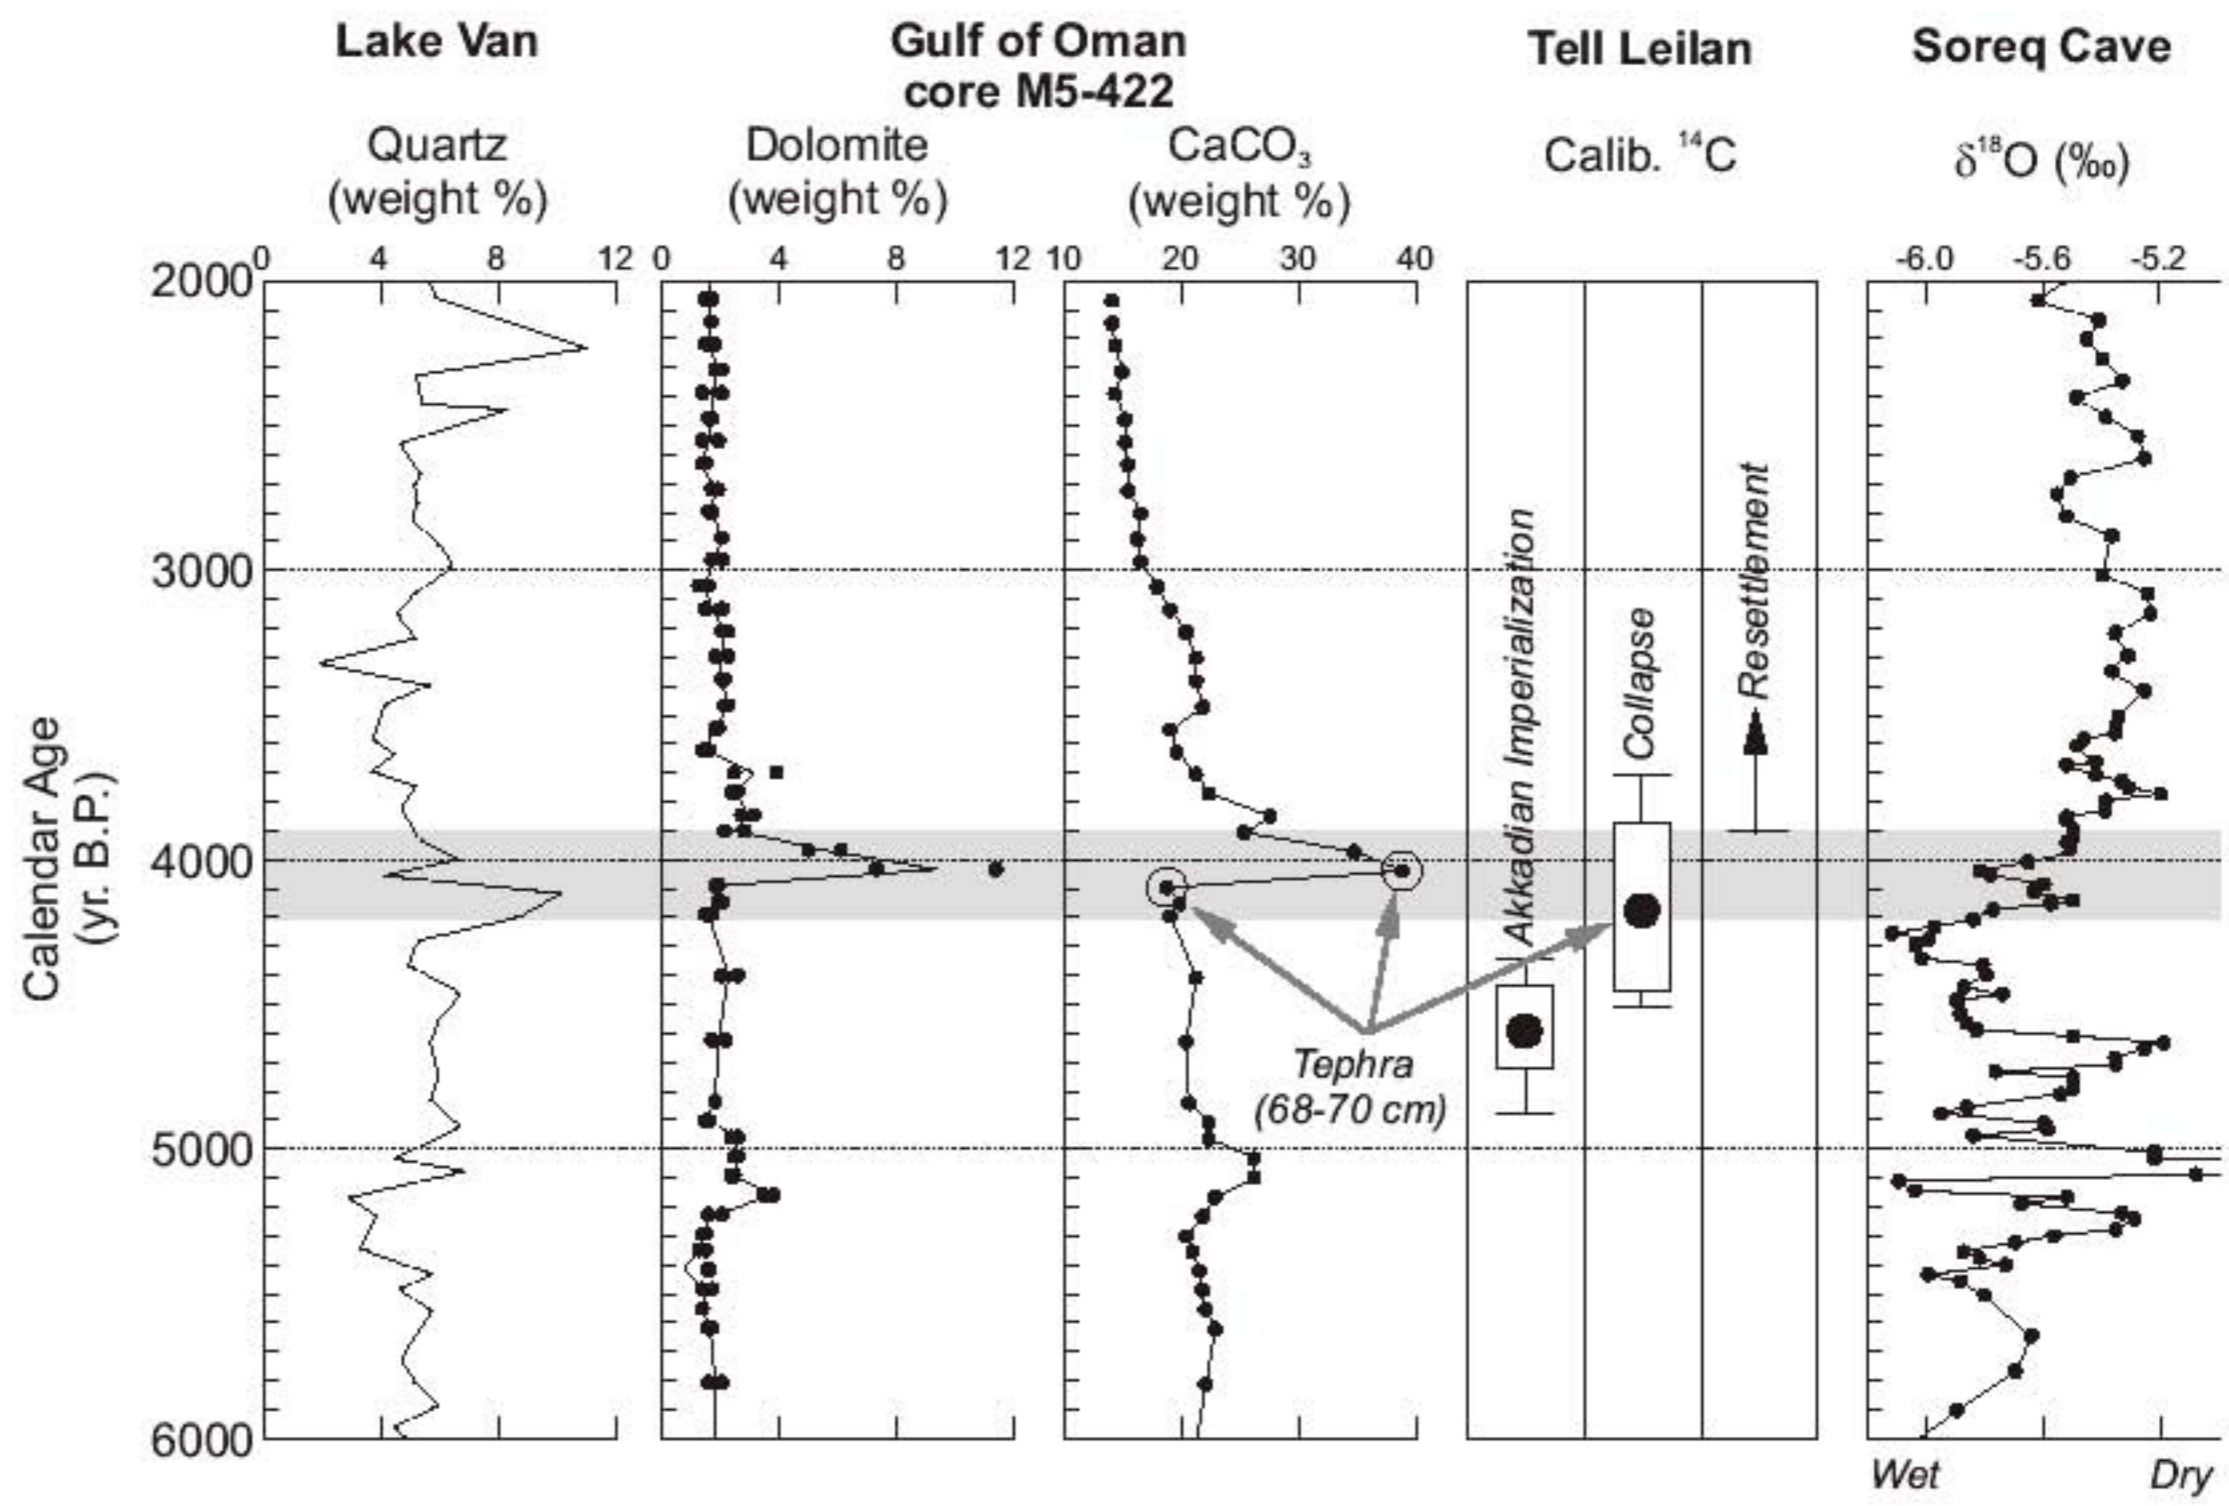 Lake Van
Gulf of Oman
core M5-422
Tell Leilan
Soreq Cave
Quartz
(weight %)
Dolomite
(weight %)
CaCO₃
(weight %)
Calib. ¹⁴C
δ¹⁸O (‰)
0 4 8 12
0 4 8 12
10 20 30 40
-6.0 -5.6 -5.2
2000
3000
4000
5000
6000
Calendar Age
(yr. B.P.)
Akkadian Imperialization
Collapse
Resettlement
Tephra
(68-70 cm)
Wet
Dry